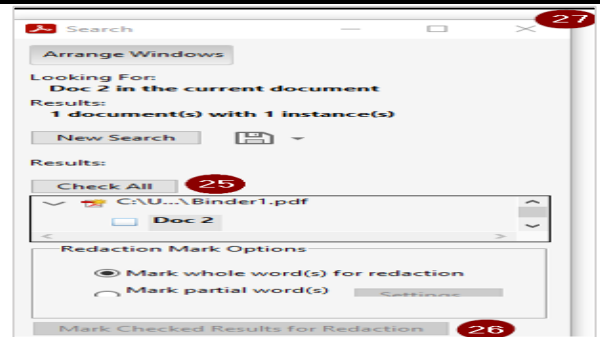 27
Search
Arrange Windows
Looking For:
Doc 2 in the current document
Results:
1 document(s) with 1 instance(s)
New Search
Results:
Check All 25
C:\U...\Binder1.pdf
Doc 2
Redaction Mark Options
Mark whole word(s) for redaction
Mark partial word(s) Settings
Mark Checked Results for Redaction 26